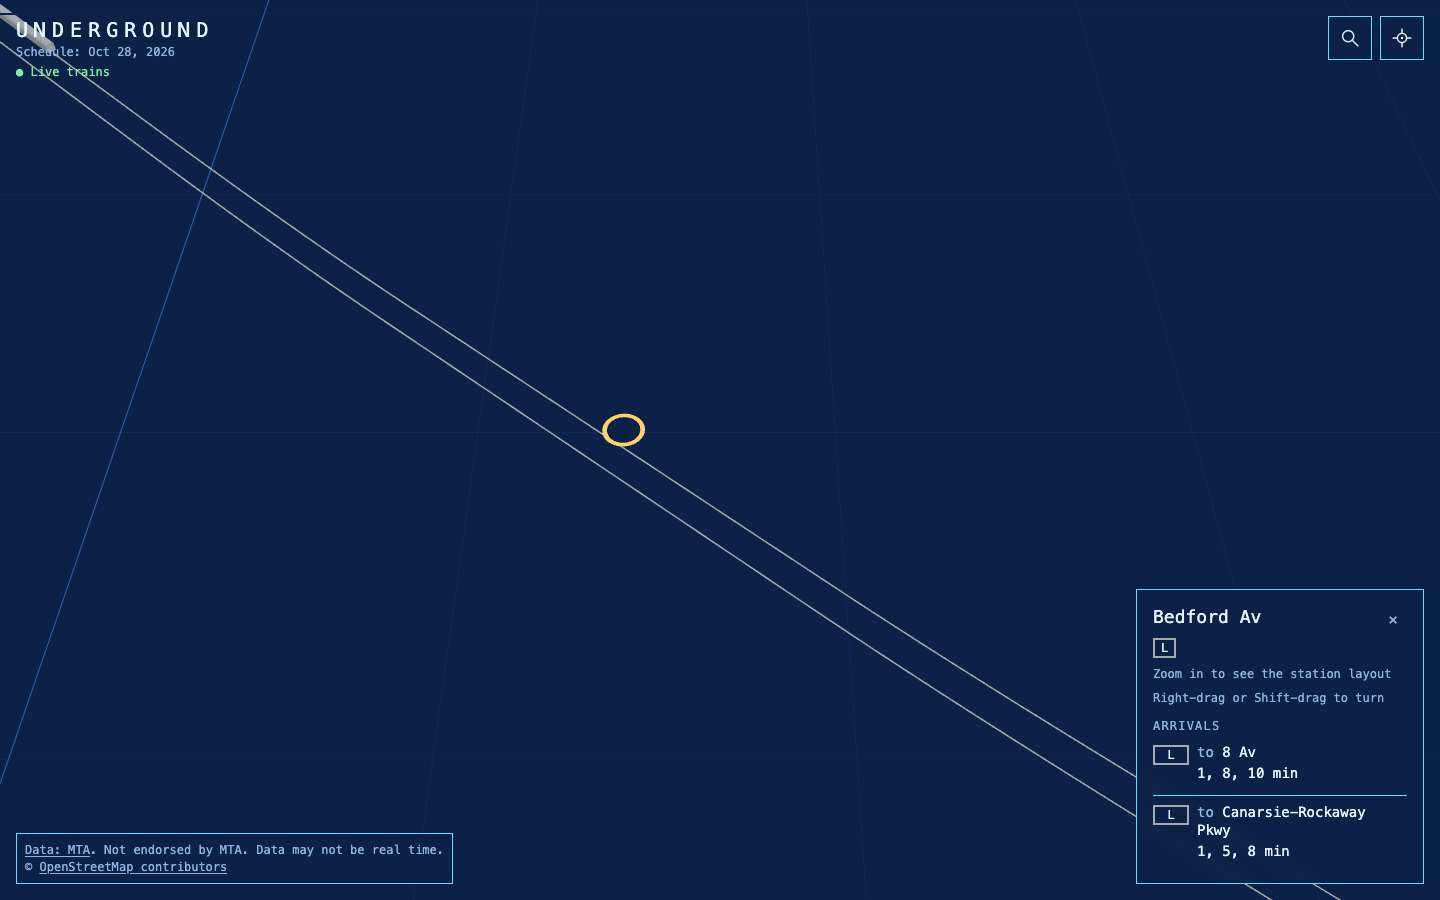 UNDERGROUND
Schedule: Oct 28, 2026
Live trains
Bedford Av
×
L
Zoom in to see the station layout
Right-drag or Shift-drag to turn
ARRIVALS
L to 8 Av
1, 8, 10 min
L to Canarsie–Rockaway
Pkwy
1, 5, 8 min
Data: MTA. Not endorsed by MTA. Data may not be real time.
© OpenStreetMap contributors